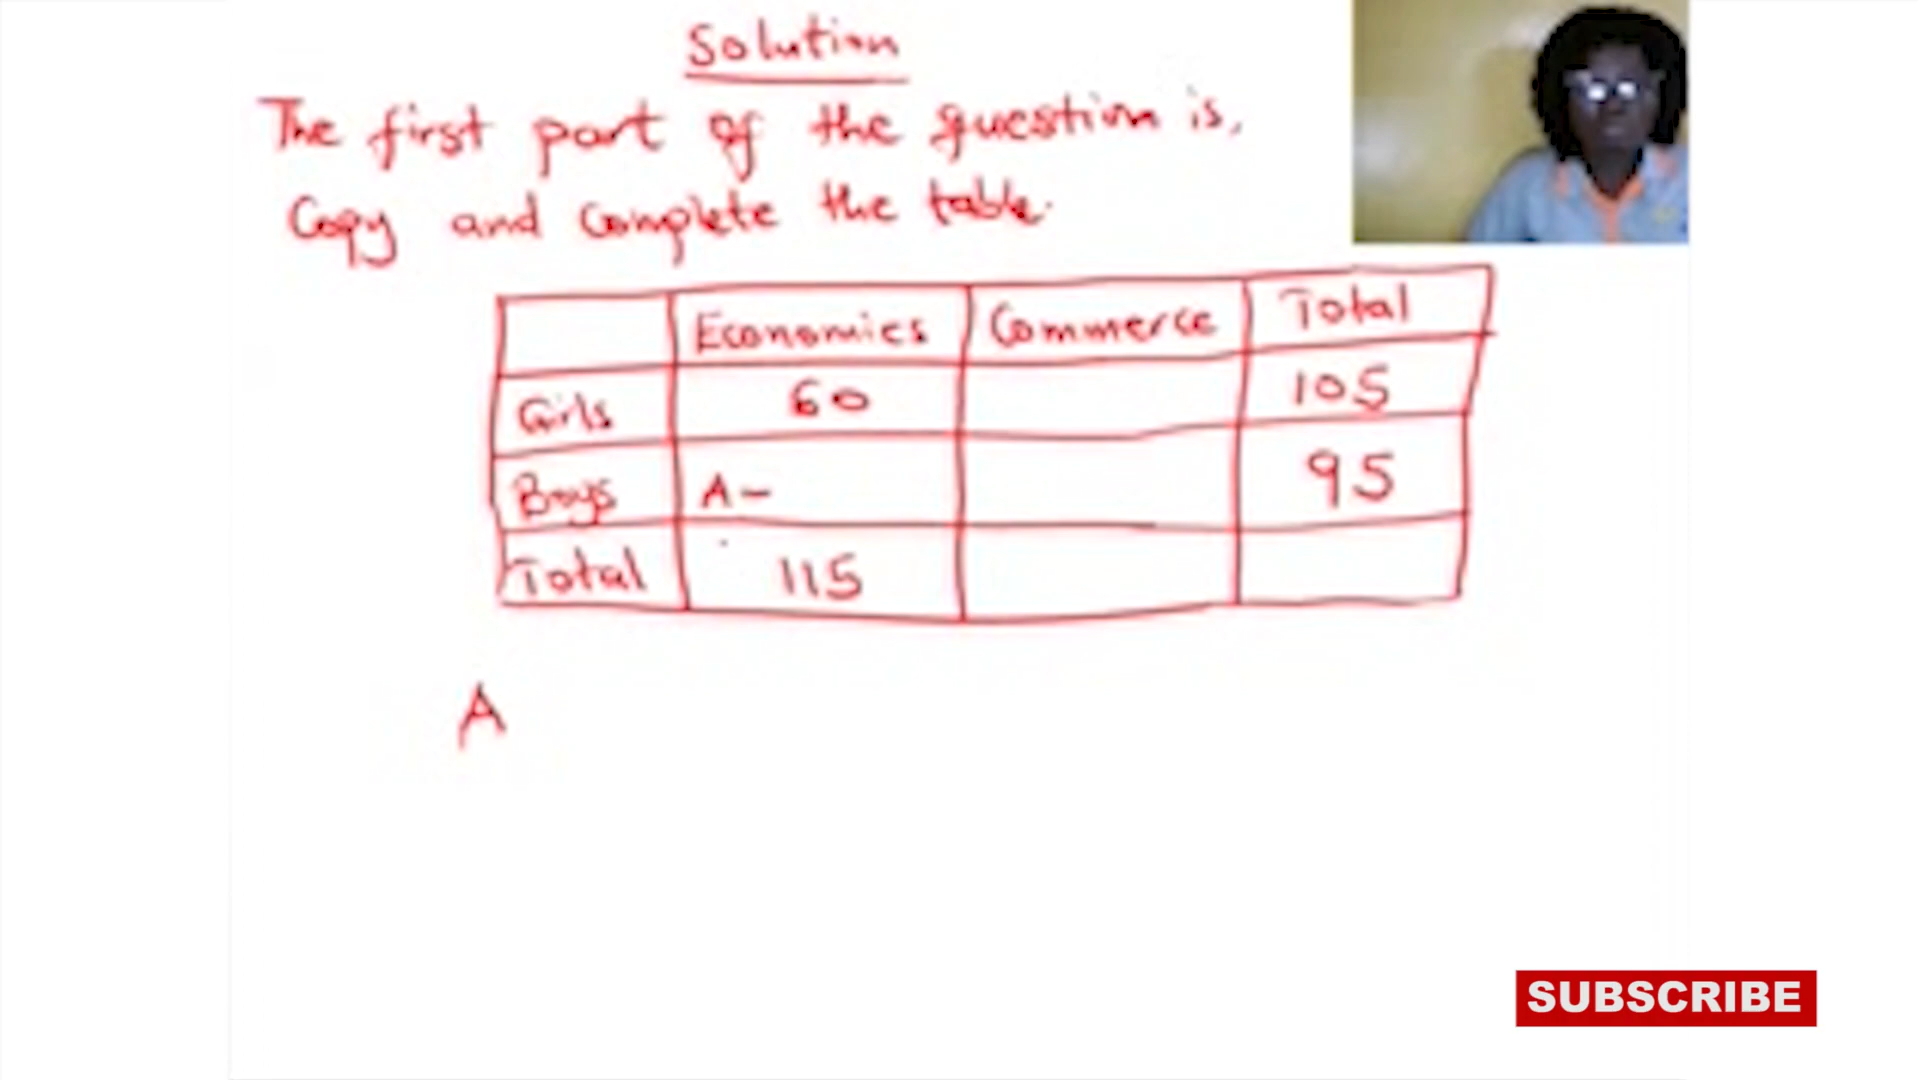 Solution
The first part of the question is,
Copy and Complete the table.
Economics Commerce Total
Girls 60 105
Boys A- 95
Total 115
A
SUBSCRIBE